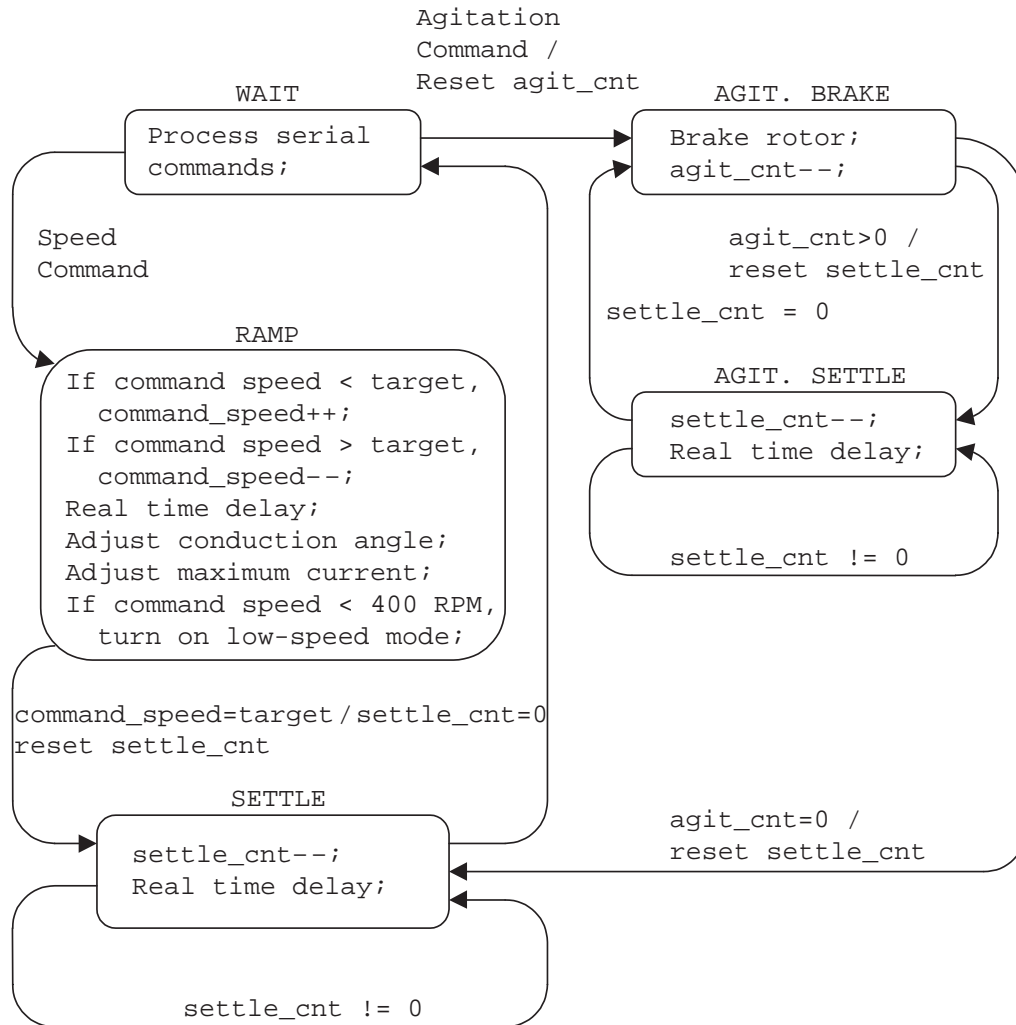 Agitation
Command /
Reset agit_cnt
WAIT
Process serial
commands;
AGIT. BRAKE
Brake rotor;
agit_cnt--;
Speed
Command
agit_cnt>0 /
reset settle_cnt
settle_cnt = 0
RAMP
If command speed < target,
command_speed++;
If command speed > target,
command_speed--;
Real time delay;
Adjust conduction angle;
Adjust maximum current;
If command speed < 400 RPM,
turn on low-speed mode;
AGIT. SETTLE
settle_cnt--;
Real time delay;
settle_cnt != 0
command_speed=target / settle_cnt=0
reset settle_cnt
SETTLE
settle_cnt--;
Real time delay;
agit_cnt=0 /
reset settle_cnt
settle_cnt != 0